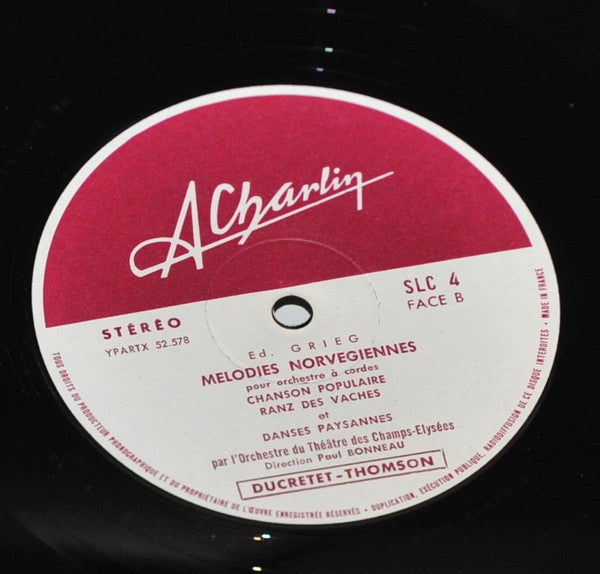 ACharlin
STÉRÉO
YPARTX 52.578
SLC 4
FACE B
Ed. GRIEG
MELODIES NORVEGIENNES
pour orchestre à cordes
CHANSON POPULAIRE
RANZ DES VACHES
et
DANSES PAYSANNES
par l'Orchestre du Théâtre des Champs-Elysées
Direction Paul BONNEAU
DUCRETET-THOMSON
TOUS DROITS DU PRODUCTEUR PHONOGRAPHIQUE ET DU PROPRIÉTAIRE DE L'ŒUVRE ENREGISTRÉE RÉSERVÉS - DUPLICATION, EXÉCUTION PUBLIQUE, RADIODIFFUSION DE CE DISQUE INTERDITES - MADE IN FRANCE